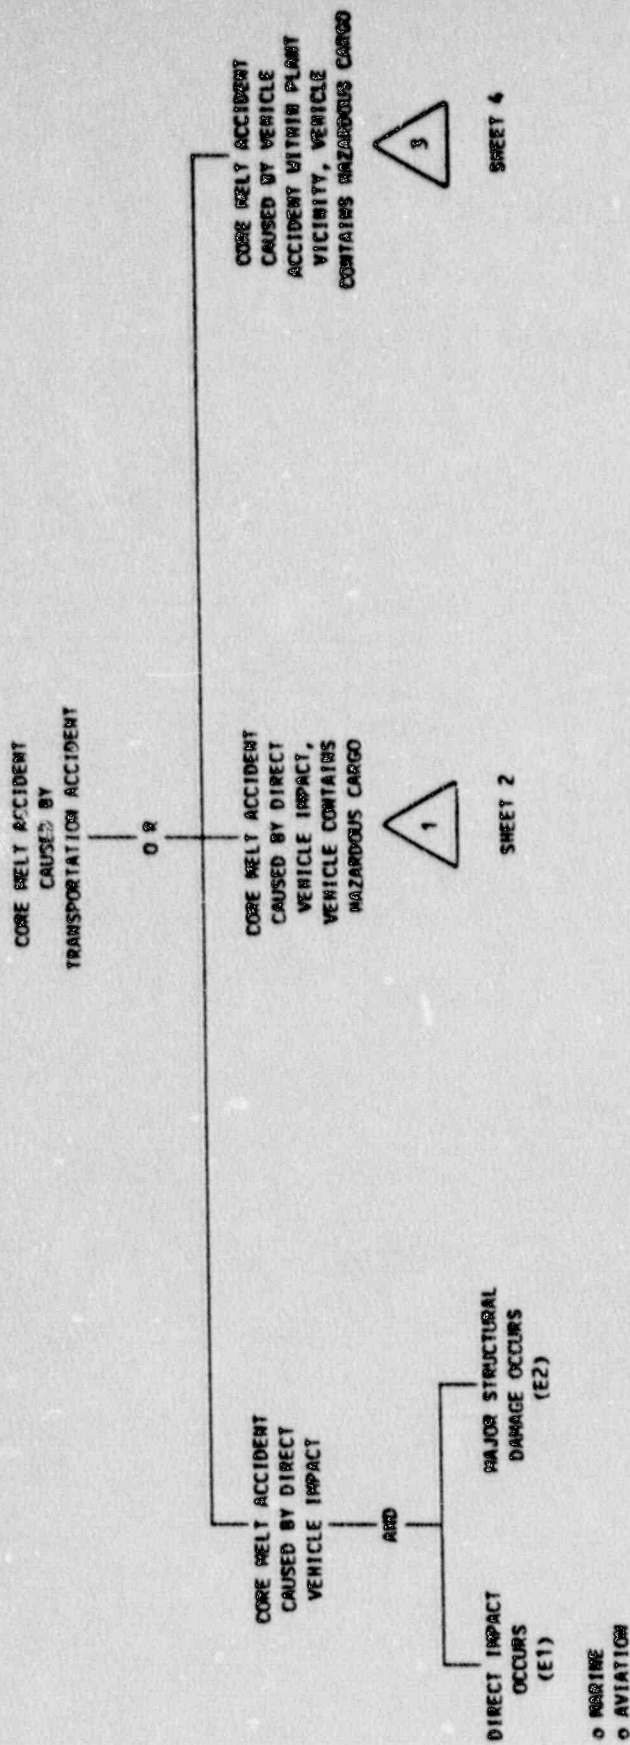 CORE MELT ACCIDENT
CAUSED BY
TRANSPORTATION ACCIDENT
OR
CORE MELT ACCIDENT
CAUSED BY DIRECT
VEHICLE IMPACT
AND
DIRECT IMPACT
OCCURS
(E1)
o MARINE
o AVIATION
MAJOR STRUCTURAL
DAMAGE OCCURS
(E2)
CORE MELT ACCIDENT
CAUSED BY DIRECT
VEHICLE IMPACT,
VEHICLE CONTAINS
HAZARDOUS CARGO
1
SHEET 2
CORE MELT ACCIDENT
CAUSED BY VEHICLE
ACCIDENT WITHIN PLANT
VICINITY, VEHICLE
CONTAINS HAZARDOUS CARGO
SHEET 4